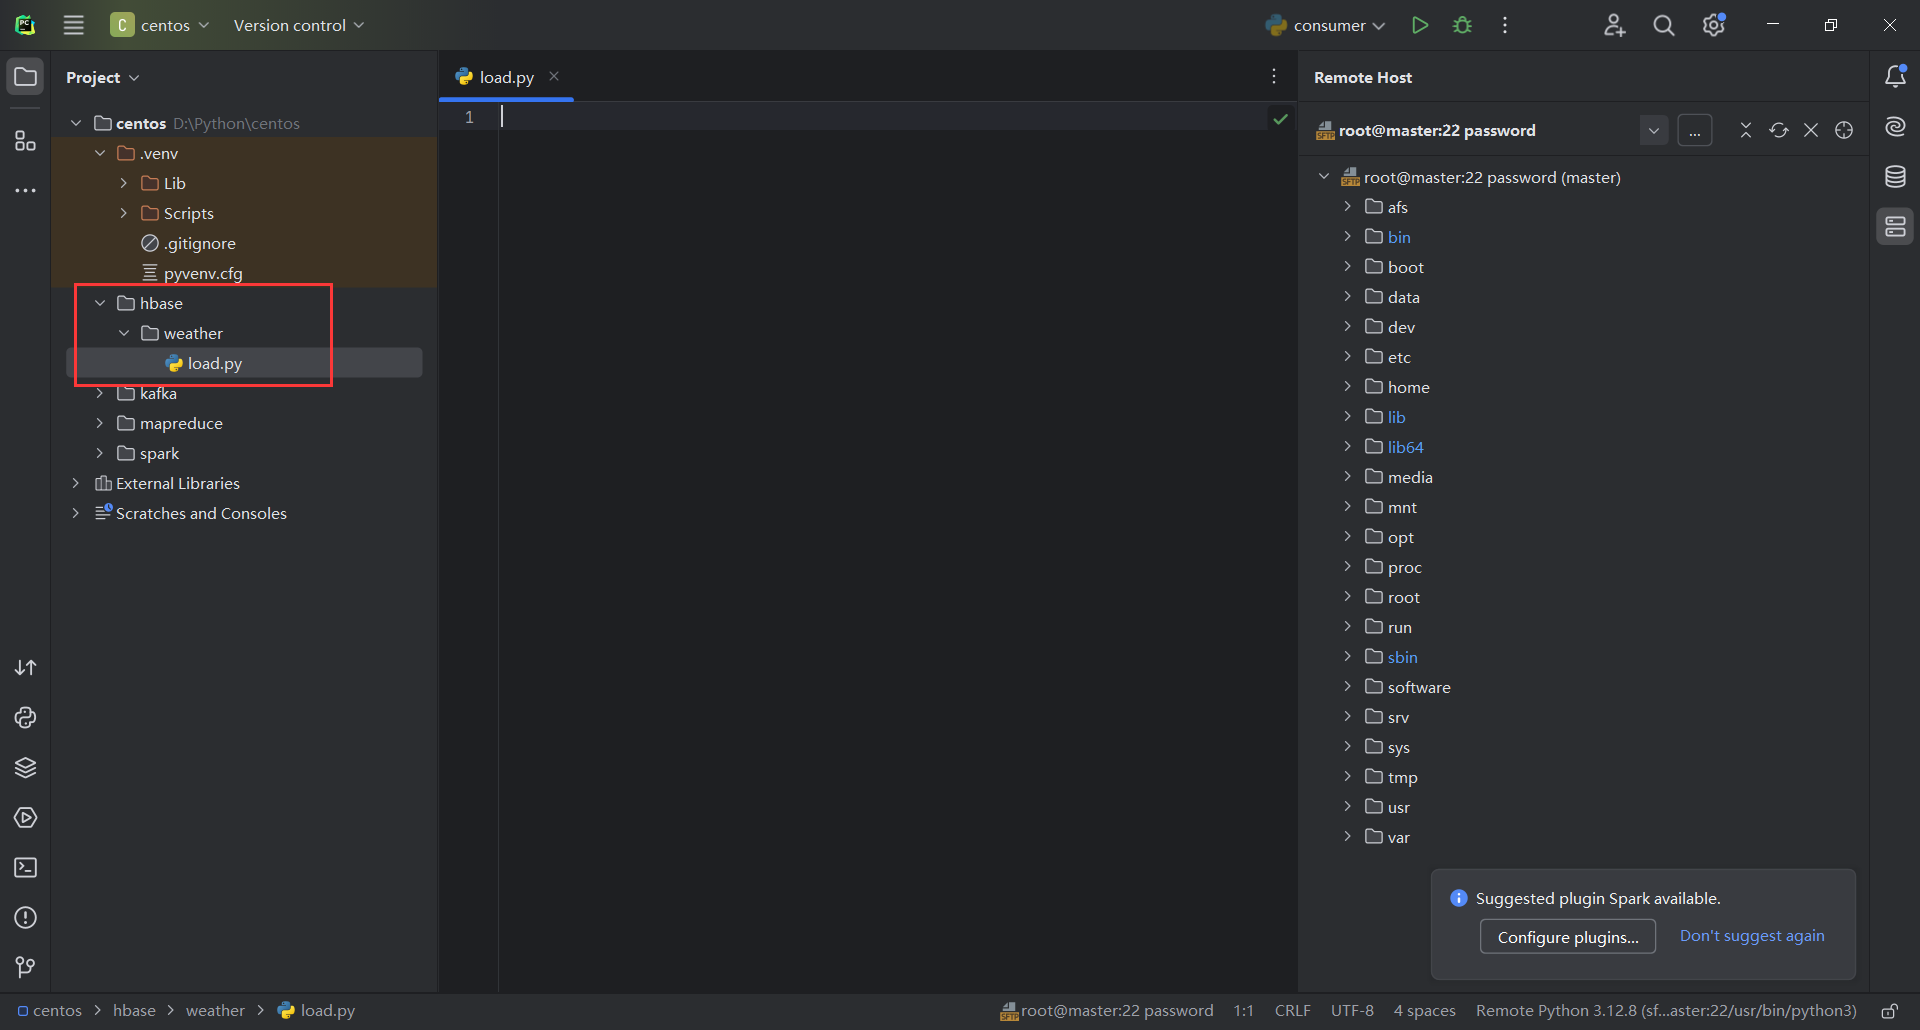 C centos Version control consumer
Project
load.py
Remote Host
centos D:\Python\centos
.venv
Lib
Scripts
.gitignore
pyvenv.cfg
hbase
weather
load.py
kafka
mapreduce
spark
External Libraries
Scratches and Consoles
1
root@master:22 password
...
root@master:22 password (master)
afs
bin
boot
data
dev
etc
home
lib
lib64
media
mnt
opt
proc
root
run
sbin
software
srv
sys
tmp
usr
var
Suggested plugin Spark available.
Configure plugins... Don't suggest again
centos > hbase > weather > load.py root@master:22 password 1:1 CRLF UTF-8 4 spaces Remote Python 3.12.8 (sf...aster:22/usr/bin/python3)